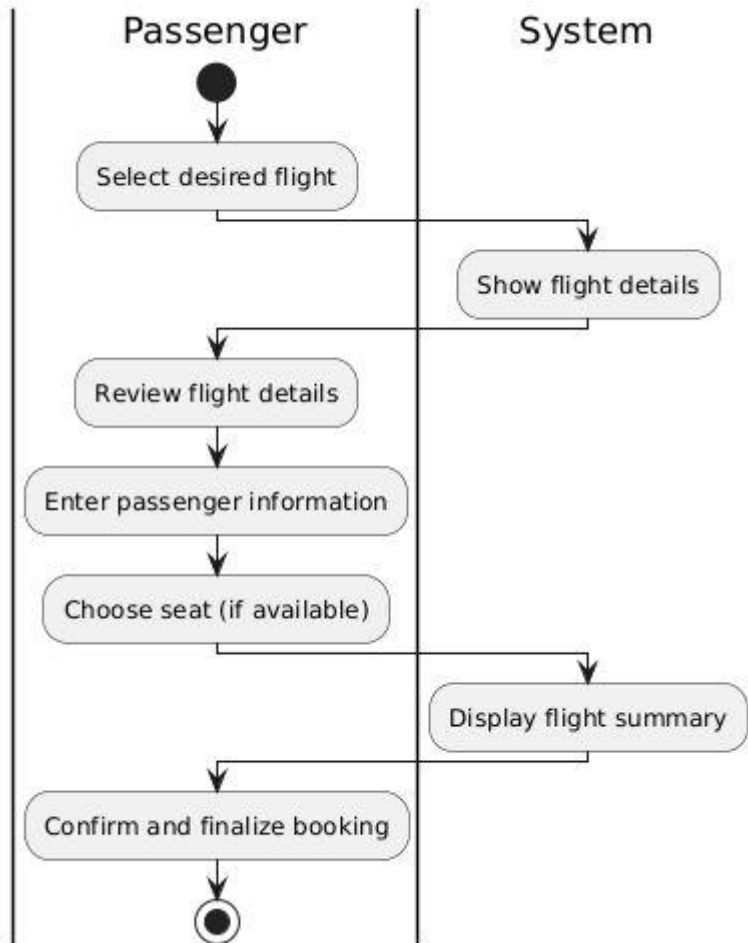 Passenger
System
Select desired flight
Show flight details
Review flight details
Enter passenger information
Choose seat (if available)
Display flight summary
Confirm and finalize booking